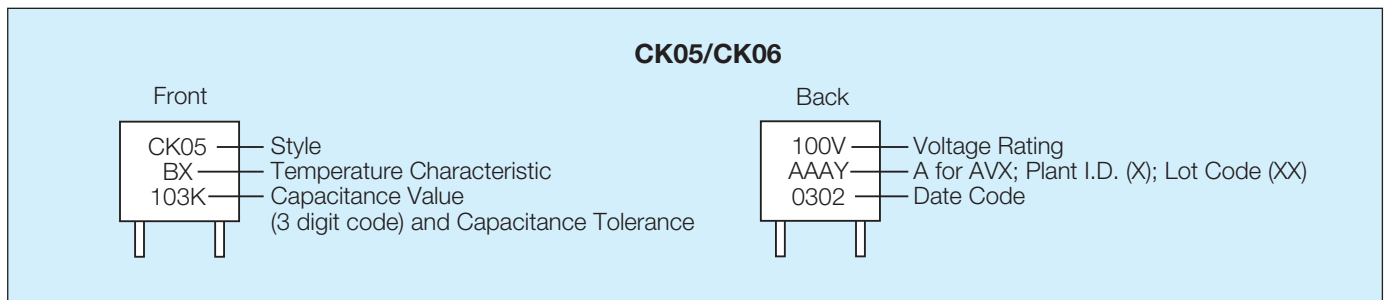 CK05/CK06
Front
CK05 Style
BX Temperature Characteristic
103K Capacitance Value
(3 digit code) and Capacitance Tolerance
Back
100V Voltage Rating
AAAY A for AVX; Plant I.D. (X); Lot Code (XX)
0302 Date Code